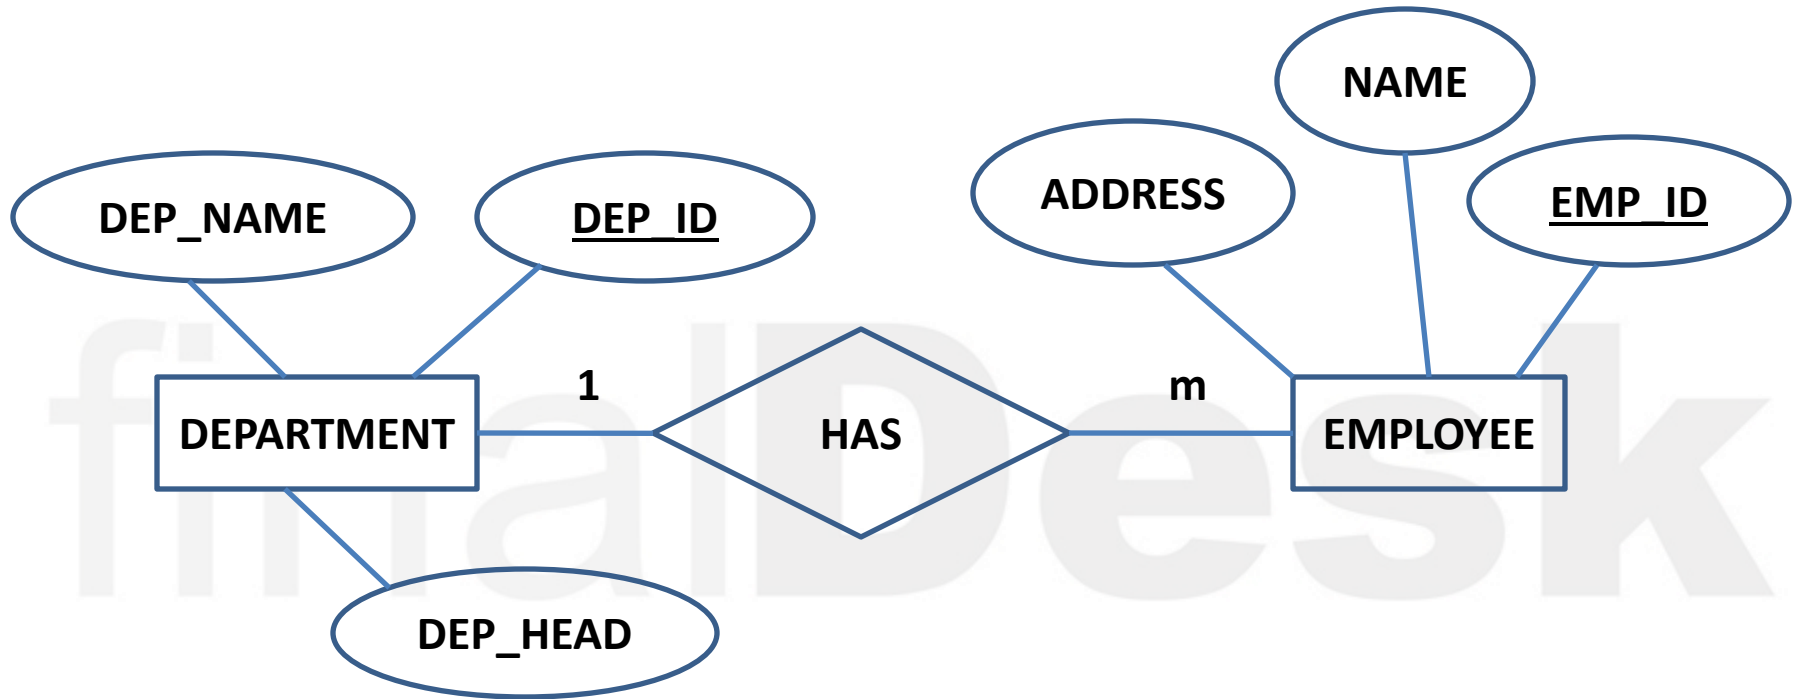 NAME
ADDRESS
EMP_ID
DEP_NAME
DEP_ID
1
m
DEPARTMENT
HAS
EMPLOYEE
DEP_HEAD
finalDesk